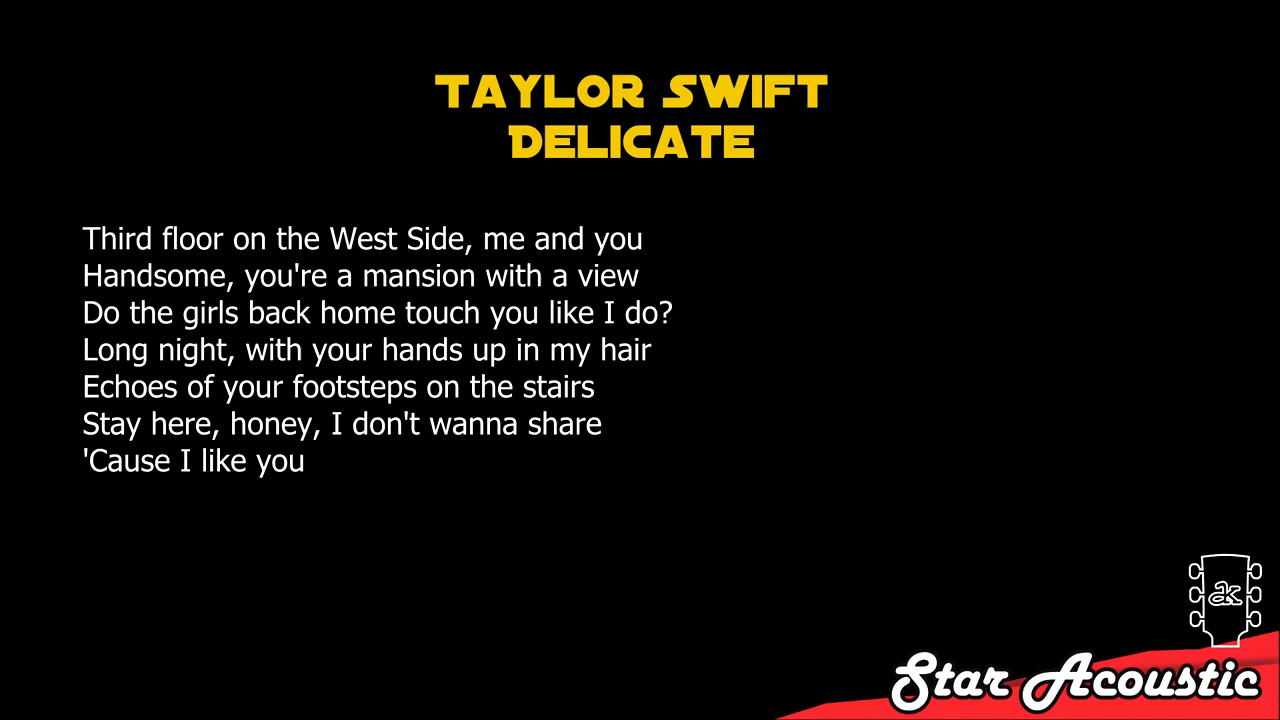 TAYLOR SWIFT
DELICATE
Third floor on the West Side, me and you
Handsome, you're a mansion with a view
Do the girls back home touch you like I do?
Long night, with your hands up in my hair
Echoes of your footsteps on the stairs
Stay here, honey, I don't wanna share
'Cause I like you
ak
Star Acoustic